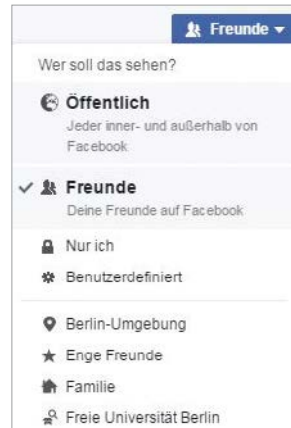 Freunde
Wer soll das sehen?
Öffentlich
Jeder inner- und außerhalb von
Facebook
Freunde
Deine Freunde auf Facebook
Nur ich
Benutzerdefiniert
Berlin-Umgebung
Enge Freunde
Familie
Freie Universität Berlin